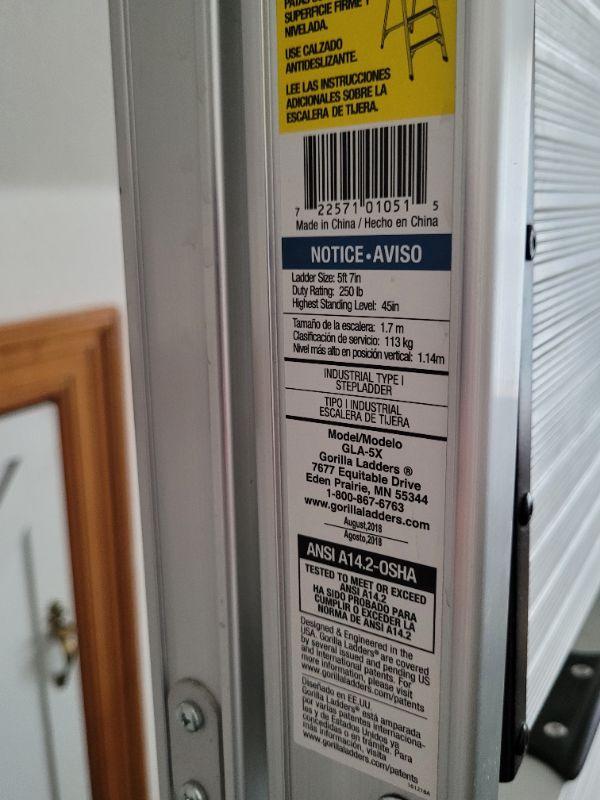 SUPERFICIE FIRME Y
NIVELADA.
USE CALZADO
ANTIDESLIZANTE.
LEE LAS INSTRUCCIONES
ADICIONALES SOBRE LA
ESCALERA DE TIJERA.
7 22571 01051 5
Made in China / Hecho en China
NOTICE • AVISO
Ladder Size: 5ft 7in
Duty Rating: 250 lb
Highest Standing Level: 45in
Tamaño de la escalera: 1.7 m
Clasificación de servicio: 113 kg
Nivel más alto en posición vertical: 1.14m
INDUSTRIAL TYPE I
STEPLADDER
TIPO I INDUSTRIAL
ESCALERA DE TIJERA
Model/Modelo
GLA-5X
Gorilla Ladders ®
7677 Equitable Drive
Eden Prairie, MN 55344
1-800-867-6763
www.gorillaladders.com
August,2018
Agosto,2018
ANSI A14.2-OSHA
TESTED TO MEET OR EXCEED
ANSI A14.2
HA SIDO PROBADO PARA
CUMPLIR O EXCEDER LA
NORMA DE ANSI A14.2
Designed & Engineered in the
USA. Gorilla Ladders® are covered
by several issued and pending US
and international patents. For
more information, please visit
www.gorillaladders.com/patents
Diseñado en EE.UU.
Gorilla Ladders® está amparada
por varias patentes internaciona-
les y de Estados Unidos ya
concedidas o en trámite. Para
más información, visita
www.gorillaladders.com/patents